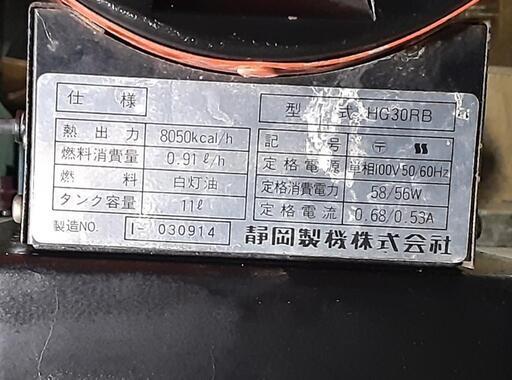 仕様
型式 HG30RB
熱出力 8050kcal/h
記号 〒
燃料消費量 0.91ℓ/h
定格電源 単相100V50/60Hz
燃料 白灯油
定格消費電力 58/56W
タンク容量 11ℓ
定格電流 0.68/0.53A
製造NO. I- 030914
静岡製機株式会社